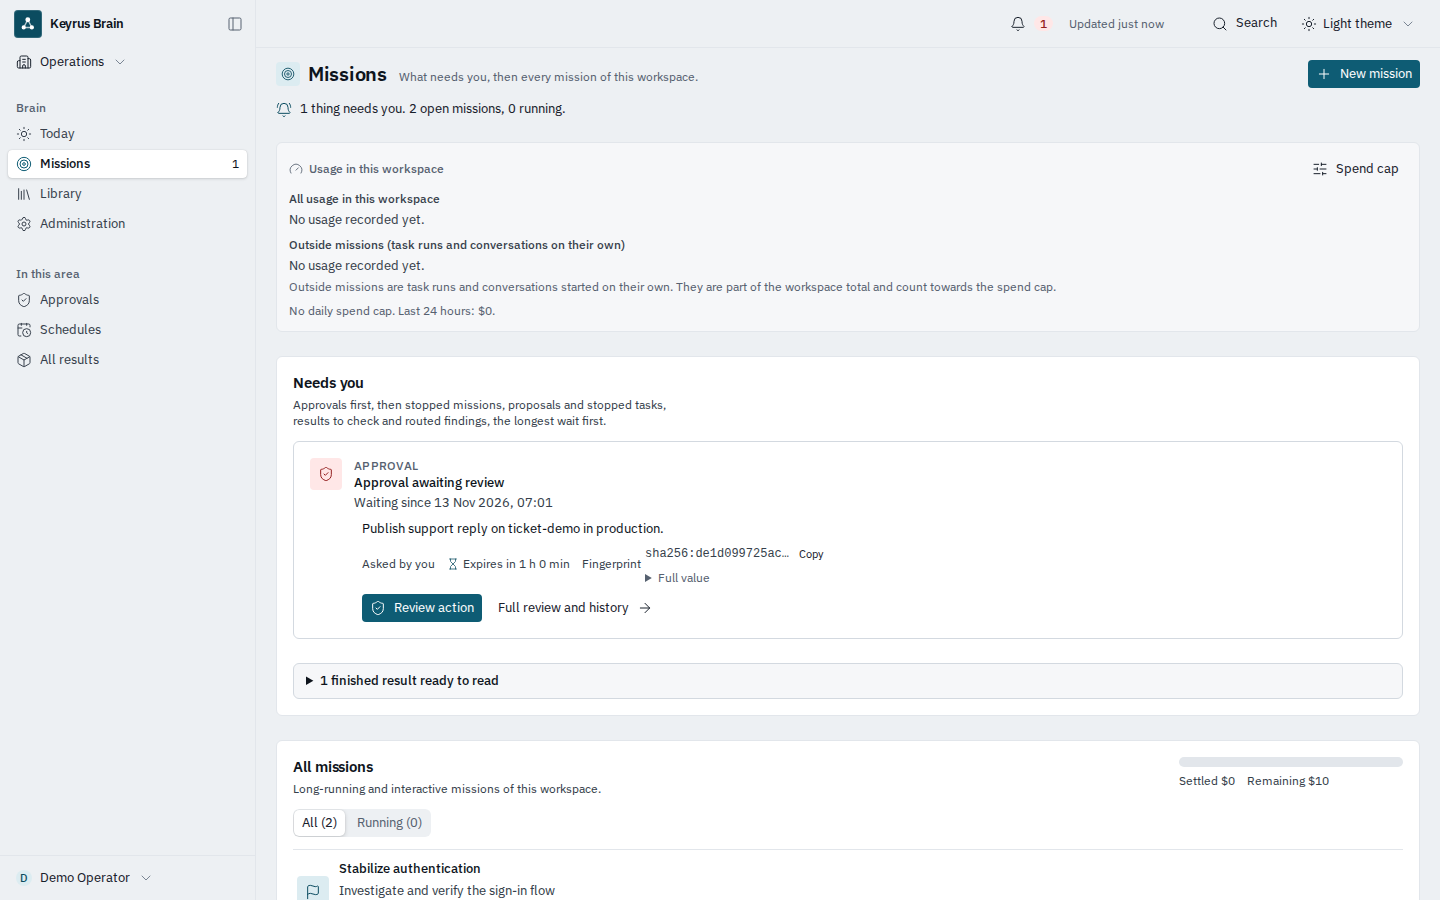 Keyrus Brain
1
Updated just now
Search
Light theme
Operations
Brain
Today
Missions
1
Library
Administration
In this area
Approvals
Schedules
All results
Demo Operator
D
Missions
What needs you, then every mission of this workspace.
New mission
1 thing needs you. 2 open missions, 0 running.
Usage in this workspace
Spend cap
All usage in this workspace
No usage recorded yet.
Outside missions (task runs and conversations on their own)
No usage recorded yet.
Outside missions are task runs and conversations started on their own. They are part of the workspace total and count towards the spend cap.
No daily spend cap. Last 24 hours: $0.
Needs you
Approvals first, then stopped missions, proposals and stopped tasks,
results to check and routed findings, the longest wait first.
APPROVAL
Approval awaiting review
Waiting since 13 Nov 2026, 07:01
Publish support reply on ticket-demo in production.
Asked by you
Expires in 1 h 0 min
Fingerprint
sha256:de1d099725ac…
Copy
Full value
Review action
Full review and history
1 finished result ready to read
All missions
Long-running and interactive missions of this workspace.
Settled $0
Remaining $10
All (2)
Running (0)
Stabilize authentication
Investigate and verify the sign-in flow